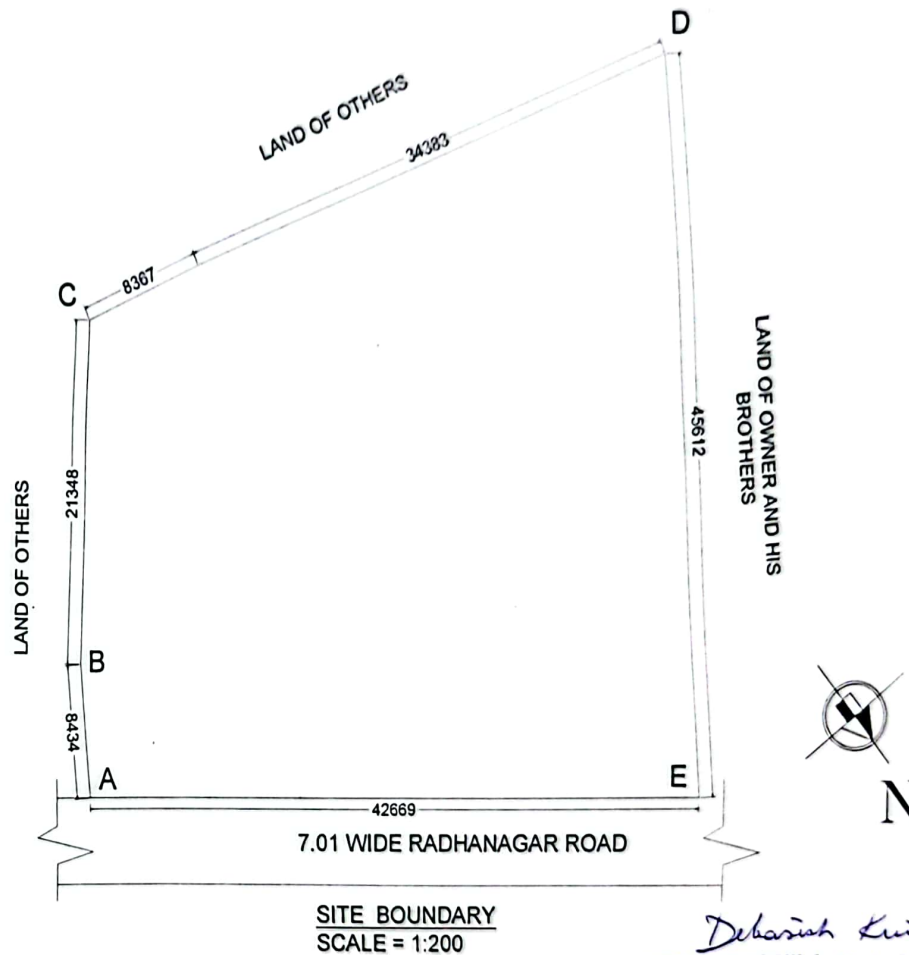 D
LAND OF OTHERS
34383
8367
C
LAND OF OWNER AND HIS
BROTHERS
45612
21348
LAND OF OTHERS
B
8434
A
E
42669
N
7.01 WIDE RADHANAGAR ROAD
SITE BOUNDARY
SCALE = 1:200
Debasish